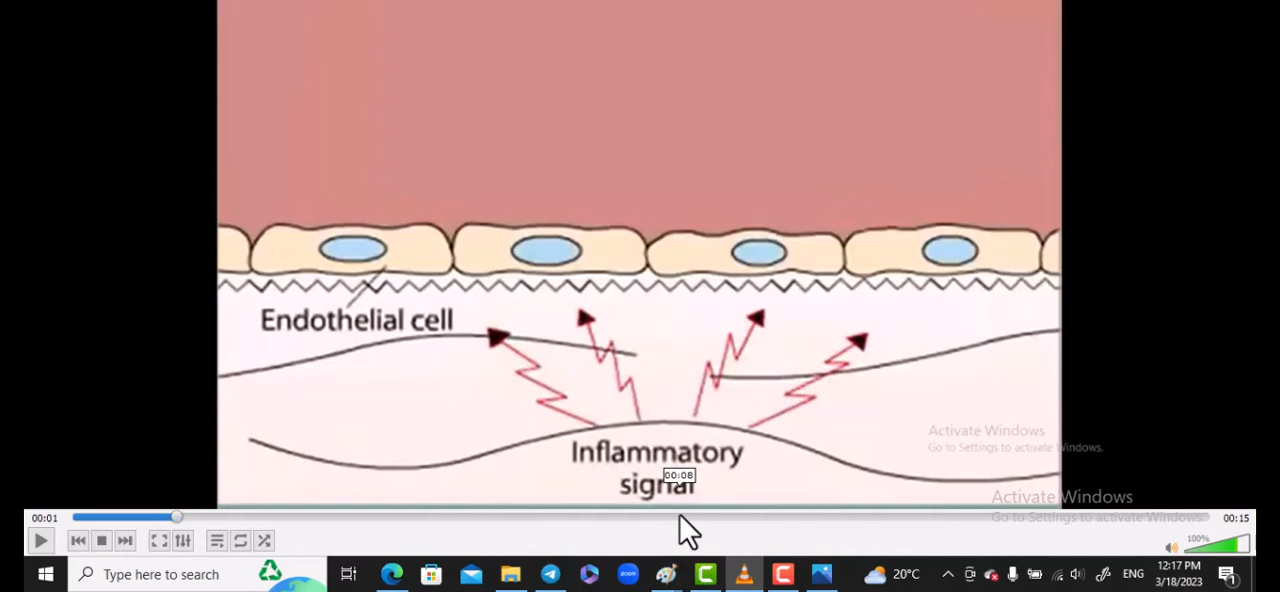 Endothelial cell
Inflammatory
signal
00:08
Activate Windows
Go to Settings to activate Windows.
Activate Windows
Go to Settings to activate Windows.
00:01
00:15
100%
Type here to search
zoom
20°C
ENG
12:17 PM
3/18/2023
1